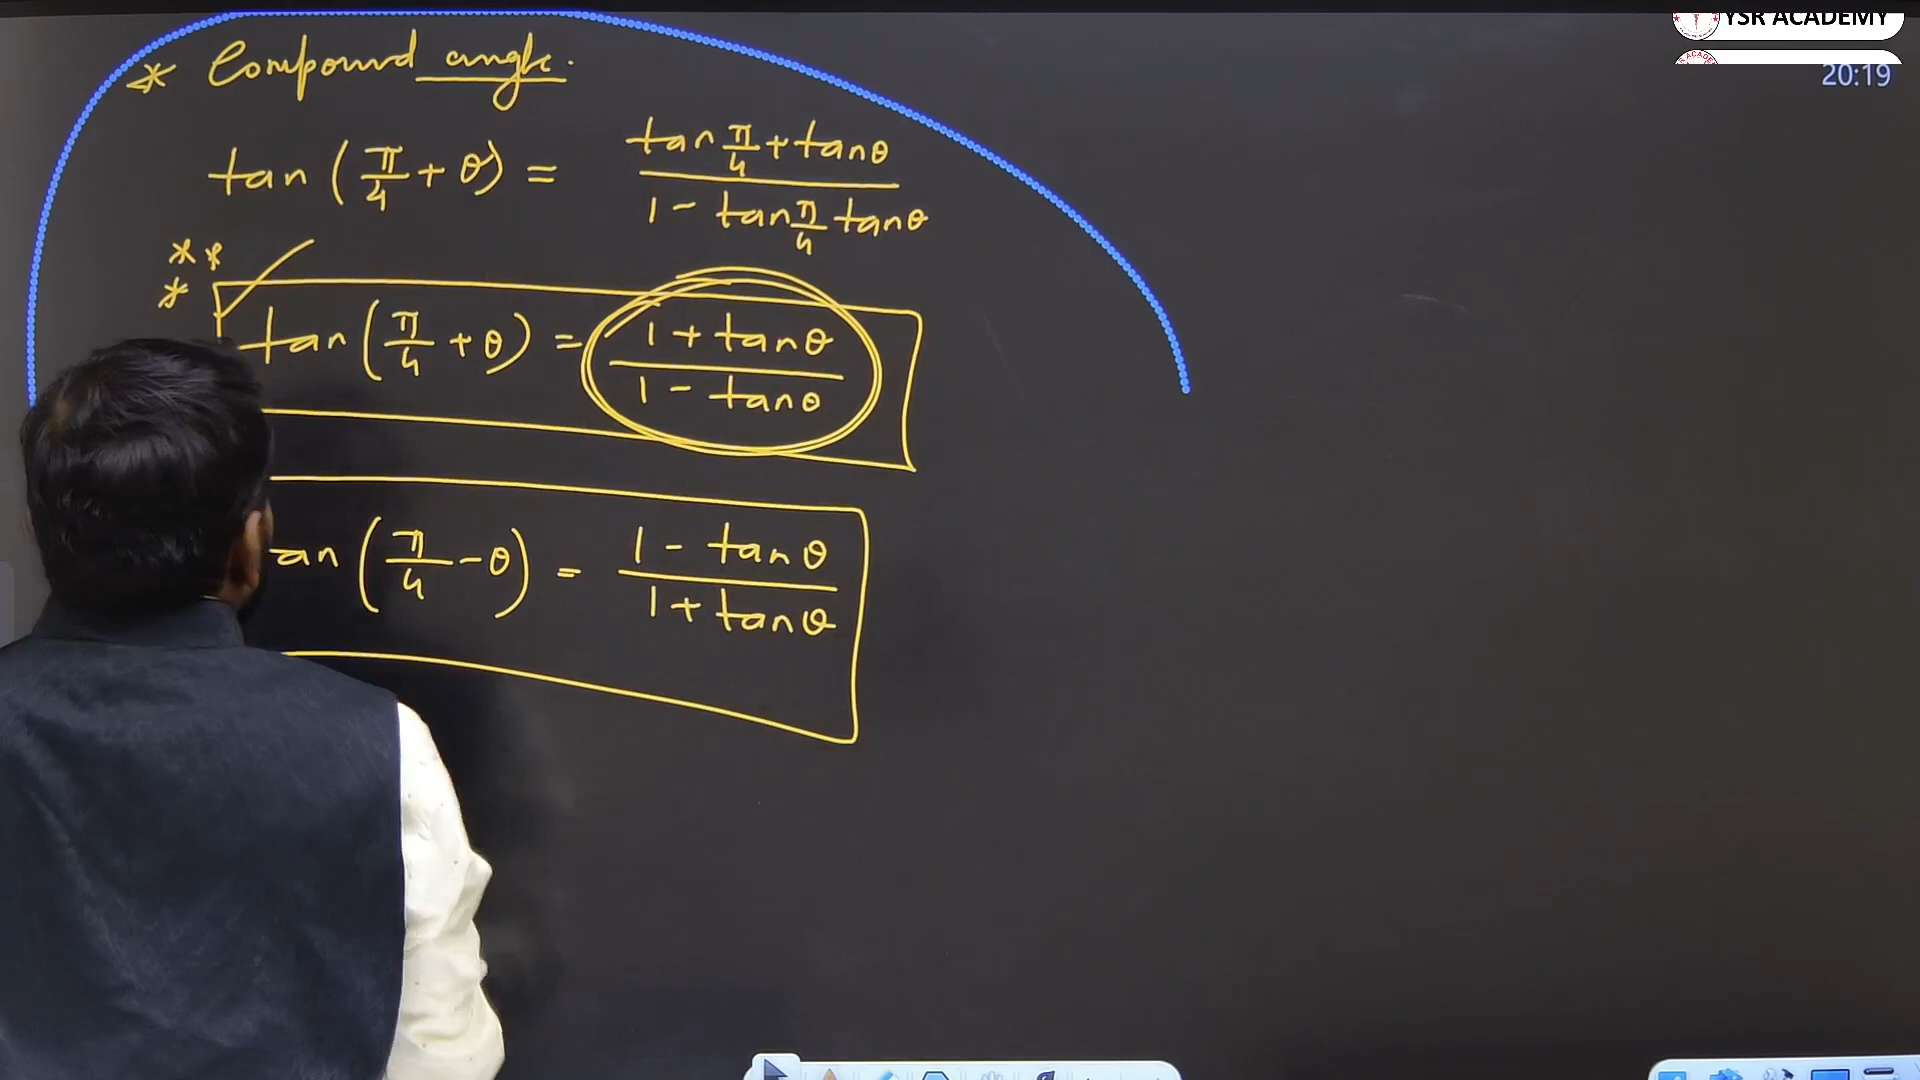 YSR ACADEMY
20:19
* Compound angle.
tan (π/4 + θ) = (tan π/4 + tanθ)/(1 - tan π/4 tanθ)
**
*
tan (π/4 + θ) = (1 + tanθ)/(1 - tanθ)
an (π/4 - θ) = (1 - tanθ)/(1 + tanθ)